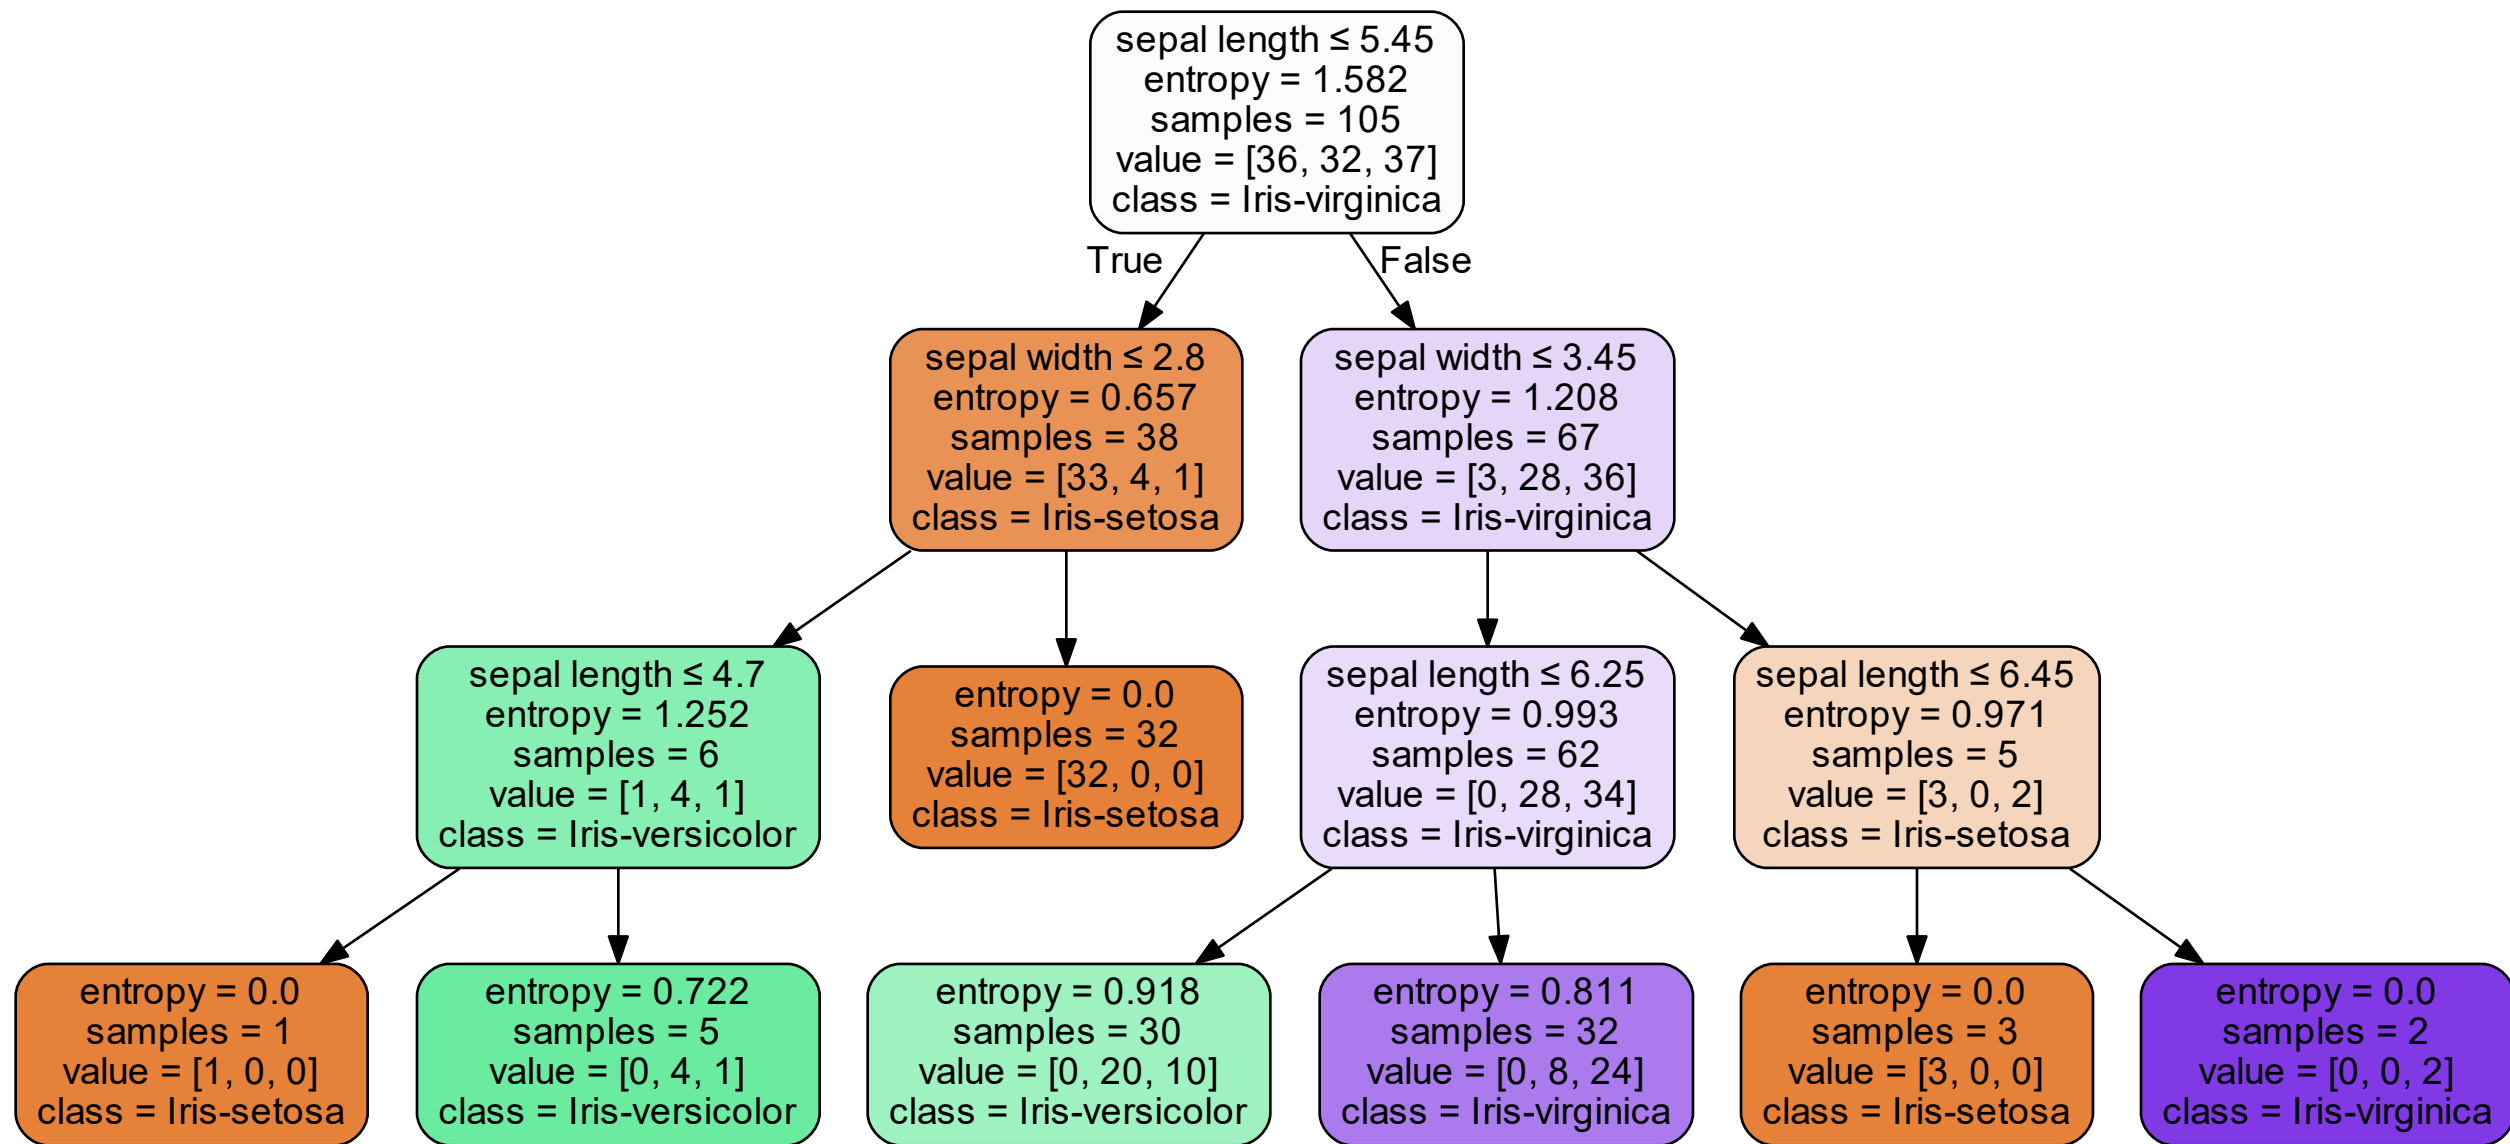 sepal length ≤ 5.45
entropy = 1.582
samples = 105
value = [36, 32, 37]
class = Iris-virginica
True
False
sepal width ≤ 2.8
entropy = 0.657
samples = 38
value = [33, 4, 1]
class = Iris-setosa
sepal width ≤ 3.45
entropy = 1.208
samples = 67
value = [3, 28, 36]
class = Iris-virginica
sepal length ≤ 4.7
entropy = 1.252
samples = 6
value = [1, 4, 1]
class = Iris-versicolor
entropy = 0.0
samples = 32
value = [32, 0, 0]
class = Iris-setosa
sepal length ≤ 6.25
entropy = 0.993
samples = 62
value = [0, 28, 34]
class = Iris-virginica
sepal length ≤ 6.45
entropy = 0.971
samples = 5
value = [3, 0, 2]
class = Iris-setosa
entropy = 0.0
samples = 1
value = [1, 0, 0]
class = Iris-setosa
entropy = 0.722
samples = 5
value = [0, 4, 1]
class = Iris-versicolor
entropy = 0.918
samples = 30
value = [0, 20, 10]
class = Iris-versicolor
entropy = 0.811
samples = 32
value = [0, 8, 24]
class = Iris-virginica
entropy = 0.0
samples = 3
value = [3, 0, 0]
class = Iris-setosa
entropy = 0.0
samples = 2
value = [0, 0, 2]
class = Iris-virginica